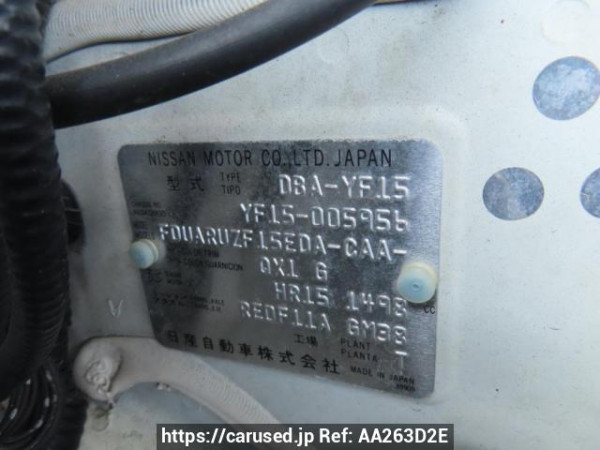 NISSAN MOTOR CO.,LTD. JAPAN
型式 TYPE TIPO DBA-YF15
YF15-005956
FDUARUZF15EDA-CAA-
QX1 G
HR15 1498 CC
RE0F11A GM38
工場 PLANT PLANTA T
日産自動車株式会社 MADE IN JAPAN
https://carused.jp Ref: AA263D2E